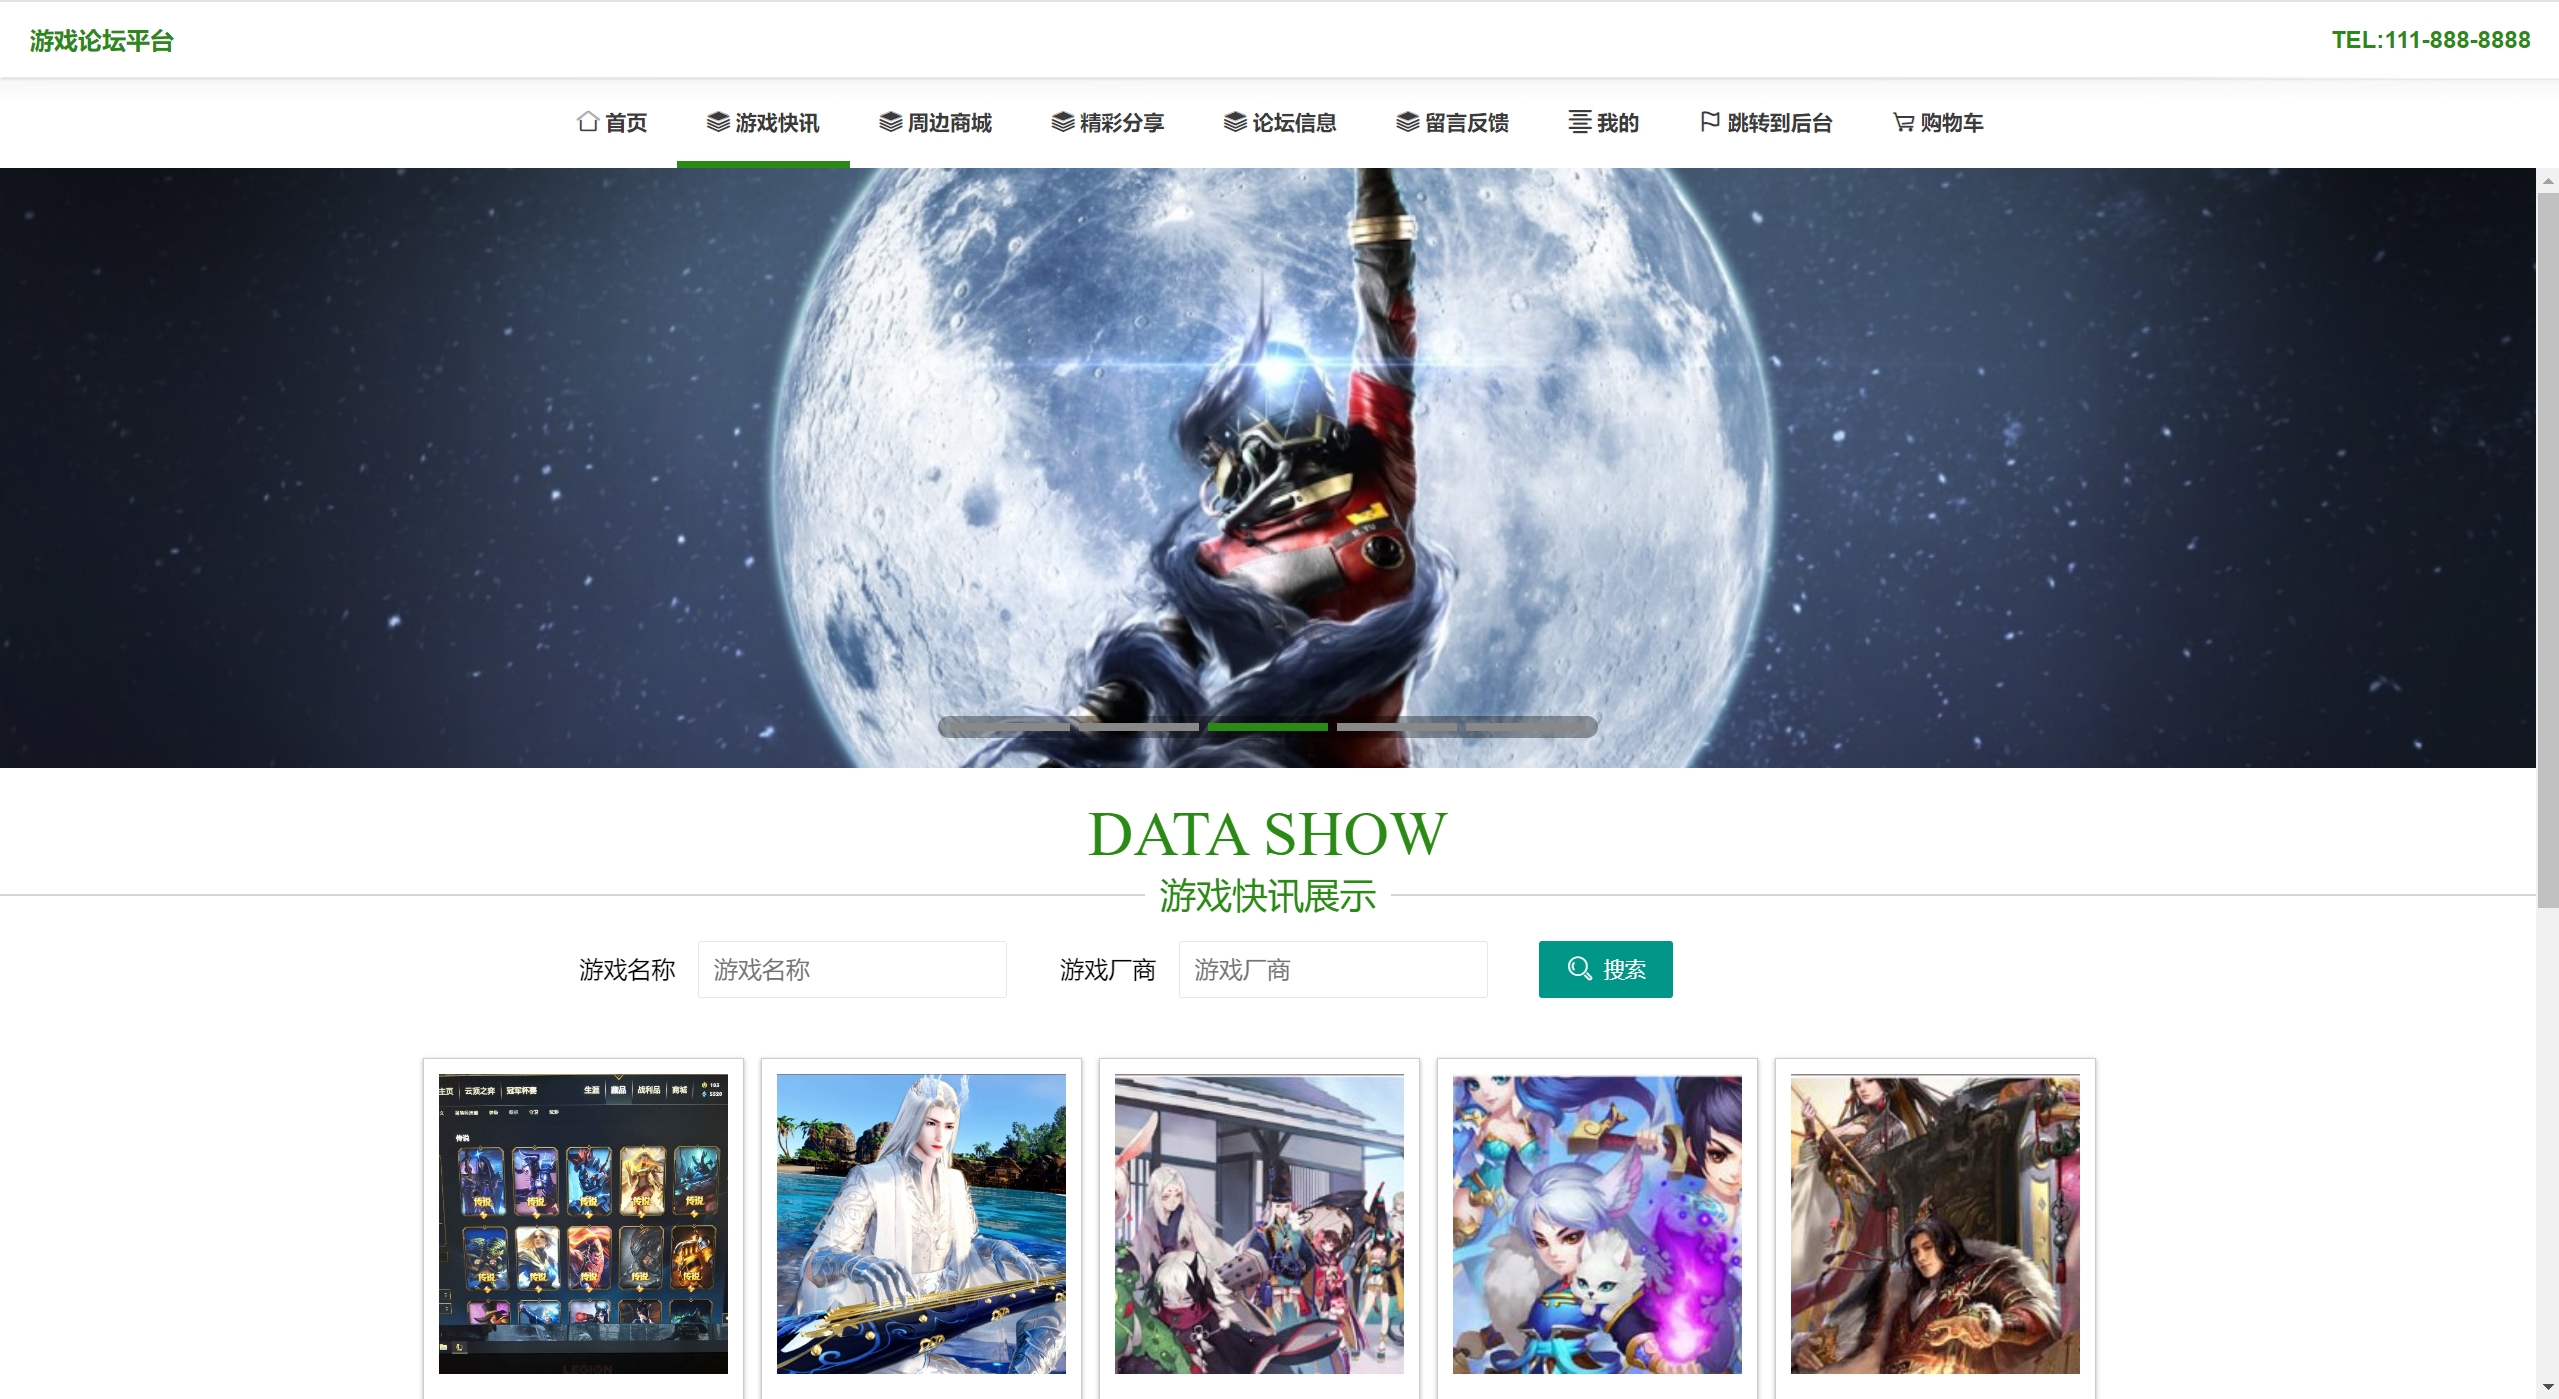 游戏论坛平台
TEL:111-888-8888
首页 游戏快讯 周边商城 精彩分享 论坛信息 留言反馈 我的 跳转到后台 购物车
DATA SHOW
游戏快讯展示
游戏名称 游戏名称 游戏厂商 游戏厂商 搜索
主页 云顶之弈 冠军杯赛 生涯 藏品 战利品 商城
传说
传说 传说 传说 传说 传说
传说 传说 传说 传说 传说
LEGION